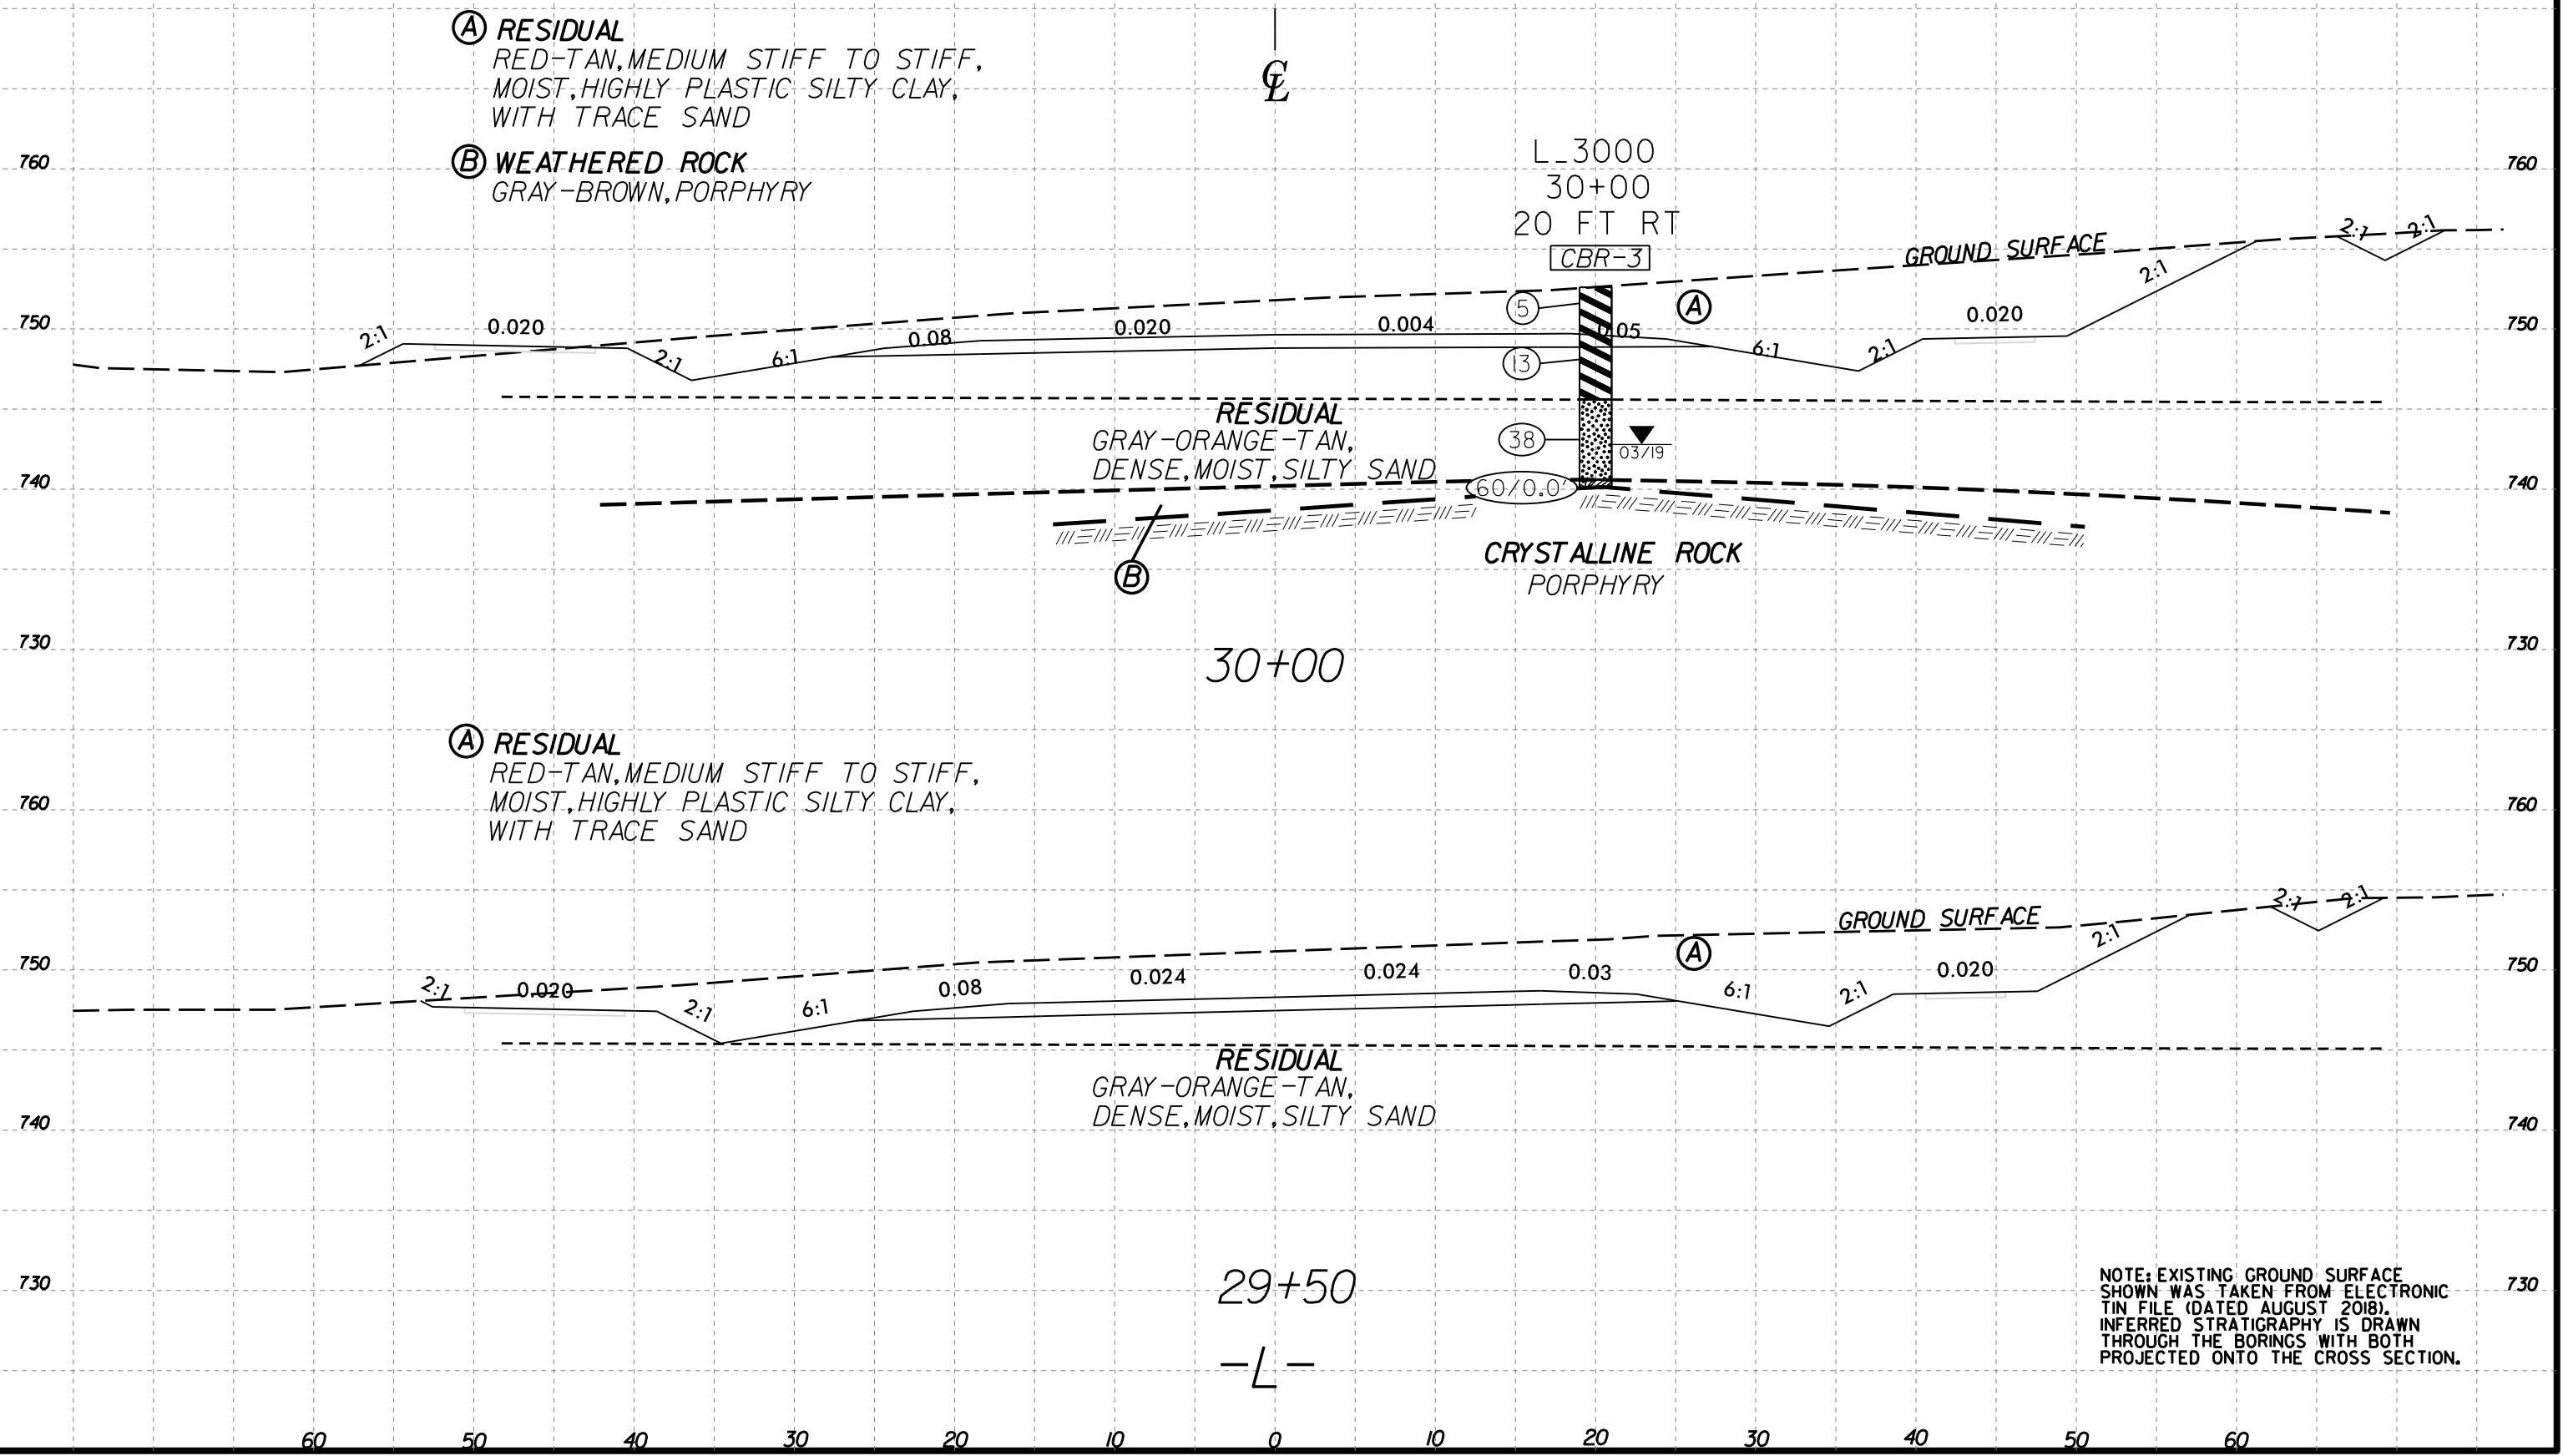 Ⓐ RESIDUAL
RED-TAN, MEDIUM STIFF TO STIFF,
MOIST, HIGHLY PLASTIC SILTY CLAY,
WITH TRACE SAND
Ⓑ WEATHERED ROCK
GRAY-BROWN, PORPHYRY
℄
L_3000
30+00
20 FT RT
CBR-3
760 760
GROUND SURFACE
2:1 2:1
2:1
A
5
750 750
2:1 0.020 0.08 0.020 0.004 0.05 0.020
2:1 6:1 6:1 2:1
13
RESIDUAL
GRAY-ORANGE-TAN,
DENSE, MOIST, SILTY SAND
38
03/19
740 740
60/0.0'
CRYSTALLINE ROCK
PORPHYRY
B
730 730
30+00
Ⓐ RESIDUAL
RED-TAN, MEDIUM STIFF TO STIFF,
MOIST, HIGHLY PLASTIC SILTY CLAY,
WITH TRACE SAND
760 760
GROUND SURFACE
2:1 2:1
2:1
A
750 750
2:1 0.020 0.08 0.024 0.024 0.03 0.020
2:1 6:1 6:1 2:1
RESIDUAL
GRAY-ORANGE-TAN,
DENSE, MOIST, SILTY SAND
740 740
730 730
29+50
-L-
NOTE: EXISTING GROUND SURFACE
SHOWN WAS TAKEN FROM ELECTRONIC
TIN FILE (DATED AUGUST 2018).
INFERRED STRATIGRAPHY IS DRAWN
THROUGH THE BORINGS WITH BOTH
PROJECTED ONTO THE CROSS SECTION.
60 50 40 30 20 10 0 10 20 30 40 50 60